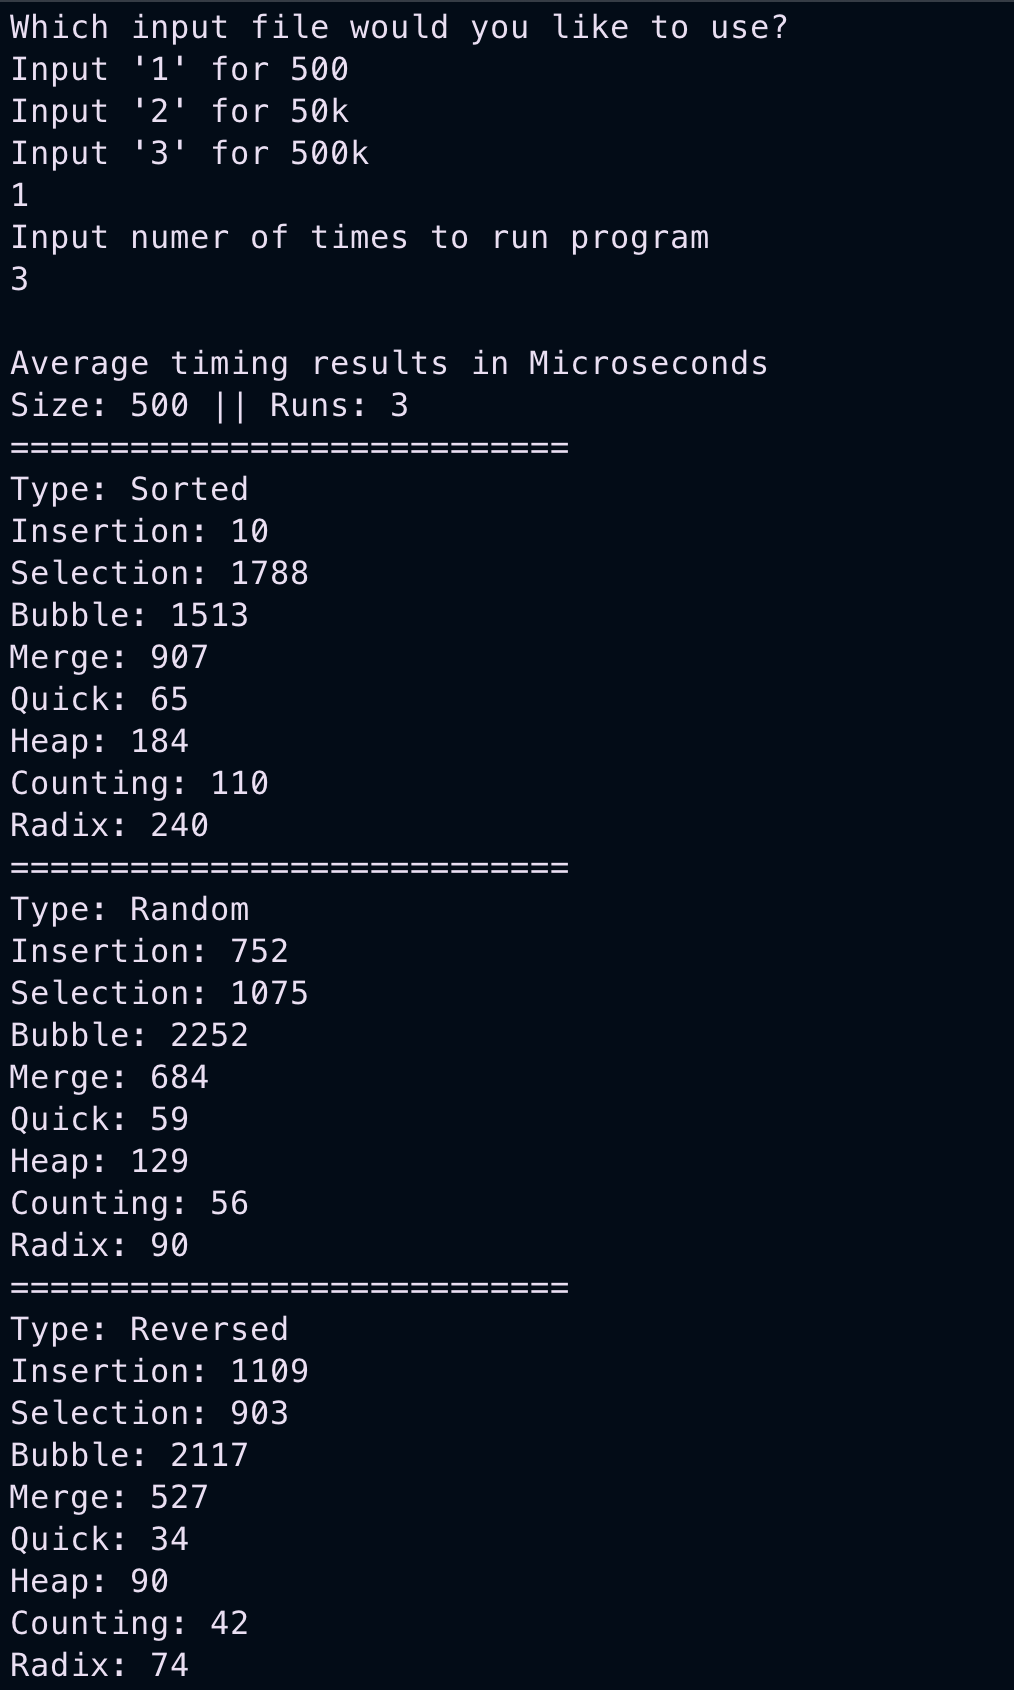 Which input file would you like to use?
Input '1' for 500
Input '2' for 50k
Input '3' for 500k
1
Input numer of times to run program
3

Average timing results in Microseconds
Size: 500 || Runs: 3
============================
Type: Sorted
Insertion: 10
Selection: 1788
Bubble: 1513
Merge: 907
Quick: 65
Heap: 184
Counting: 110
Radix: 240
============================
Type: Random
Insertion: 752
Selection: 1075
Bubble: 2252
Merge: 684
Quick: 59
Heap: 129
Counting: 56
Radix: 90
============================
Type: Reversed
Insertion: 1109
Selection: 903
Bubble: 2117
Merge: 527
Quick: 34
Heap: 90
Counting: 42
Radix: 74